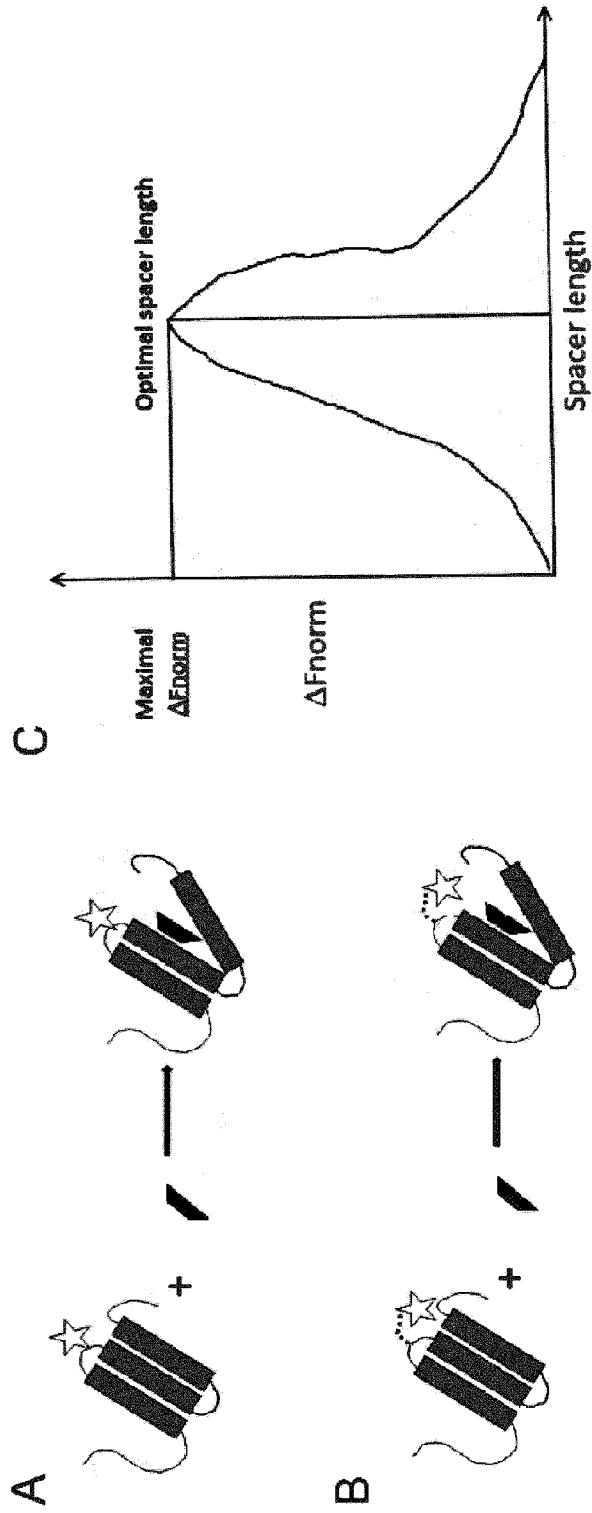 A
+
B
+
C
Maximal
ΔFnorm
ΔFnorm
Optimal spacer length
Spacer length